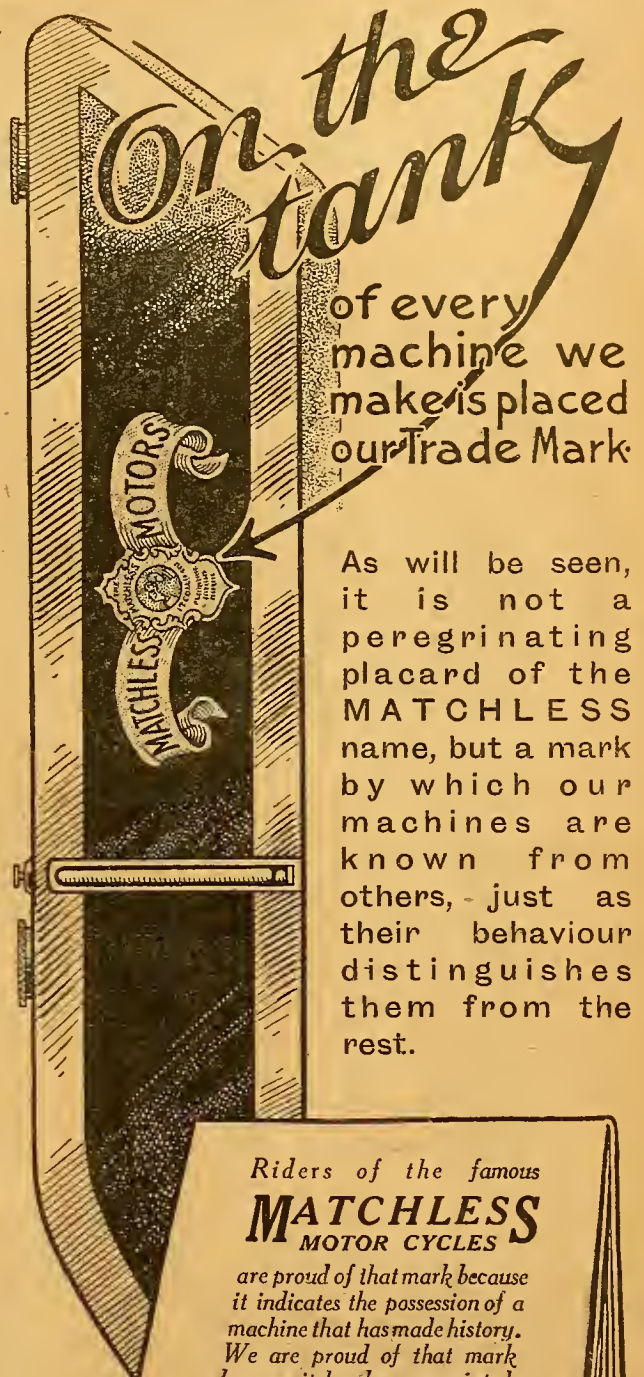 On the
tank
of every
machine we
make is placed
our Trade Mark
MATCHLESS MOTORS
As will be seen,
it is not a
peregrinating
placard of the
MATCHLESS
name, but a mark
by which our
machines are
known from
others, just as
their behaviour
distinguishes
them from the
rest.
Riders of the famous
MATCHLESS
MOTOR CYCLES
are proud of that mark because
it indicates the possession of a
machine that has made history.
We are proud of that mark